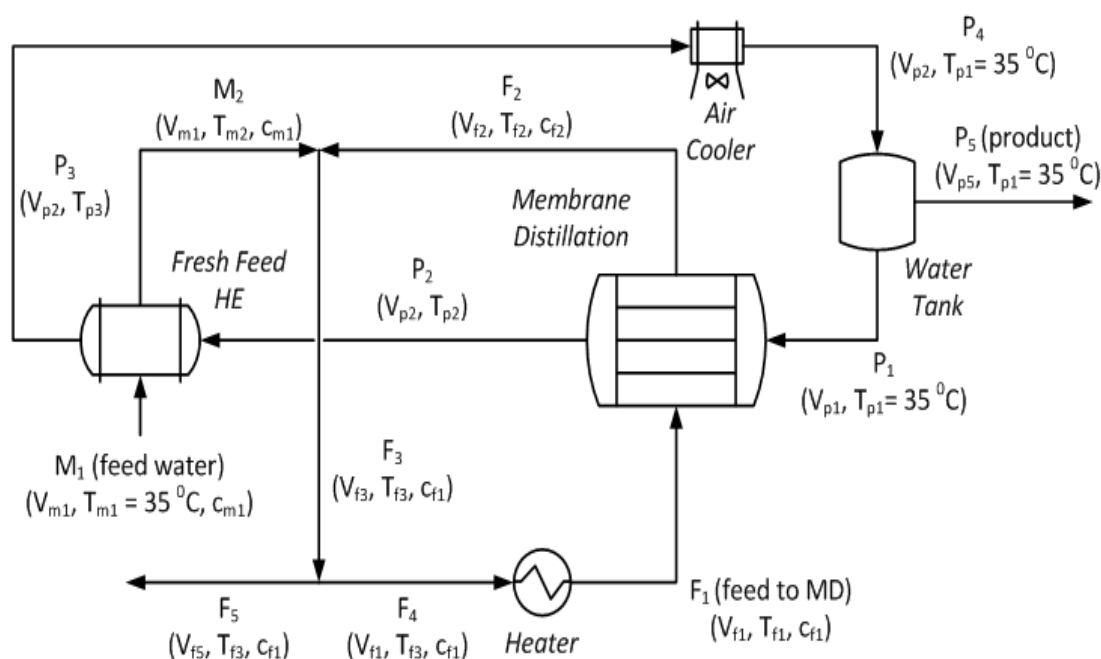 P4
(Vp2, Tp1= 35 ⁰C)
M2
(Vm1, Tm2, cm1)
F2
(Vf2, Tf2, cf2)
Air
Cooler
P5 (product)
(Vp5, Tp1= 35 ⁰C)
P3
(Vp2, Tp3)
Membrane
Distillation
Fresh Feed
HE
P2
(Vp2, Tp2)
Water
Tank
P1
(Vp1, Tp1= 35 ⁰C)
M1 (feed water)
(Vm1, Tm1 = 35 ⁰C, cm1)
F3
(Vf3, Tf3, cf1)
F5
(Vf5, Tf3, cf1)
F4
(Vf1, Tf3, cf1)
Heater
F1 (feed to MD)
(Vf1, Tf1, cf1)